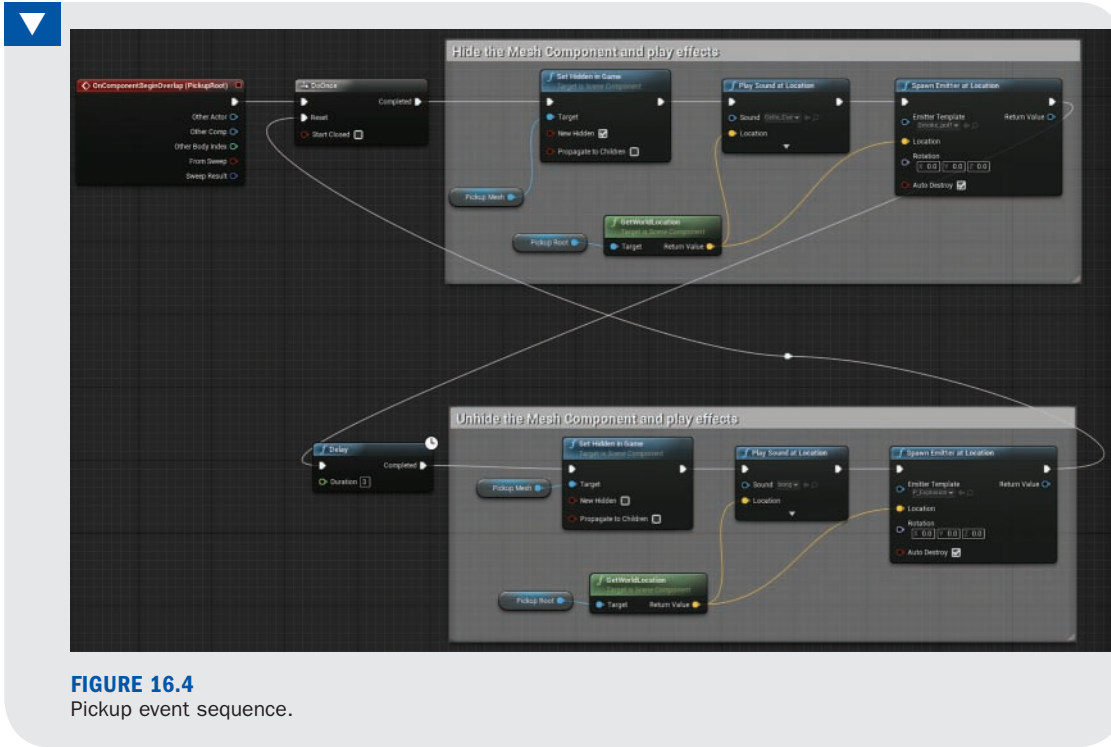 Hide the Mesh Component and play effects
OnComponentBeginOverlap (PickupRoot)
Other Actor
Other Comp
Other Body Index
From Sweep
Sweep Result
DoOnce
Completed
Reset
Start Closed
Set Hidden in Game
Target is Scene Component
Target
New Hidden
Propagate to Children
Pickup Mesh
Pickup Root
GetWorldLocation
Target is Scene Component
Target Return Value
Play Sound at Location
Sound
Location
Spawn Emitter at Location
Emitter Template Return Value
Location
Rotation
X 0.0 Y 0.0 Z 0.0
Auto Destroy
Unhide the Mesh Component and play effects
Delay
Completed
Duration 3
Set Hidden in Game
Target is Scene Component
Target
New Hidden
Propagate to Children
Pickup Mesh
Pickup Root
GetWorldLocation
Target is Scene Component
Target Return Value
Play Sound at Location
Sound
Location
Spawn Emitter at Location
Emitter Template Return Value
P_Explosion
Location
Rotation
X 0.0 Y 0.0 Z 0.0
Auto Destroy
FIGURE 16.4
Pickup event sequence.